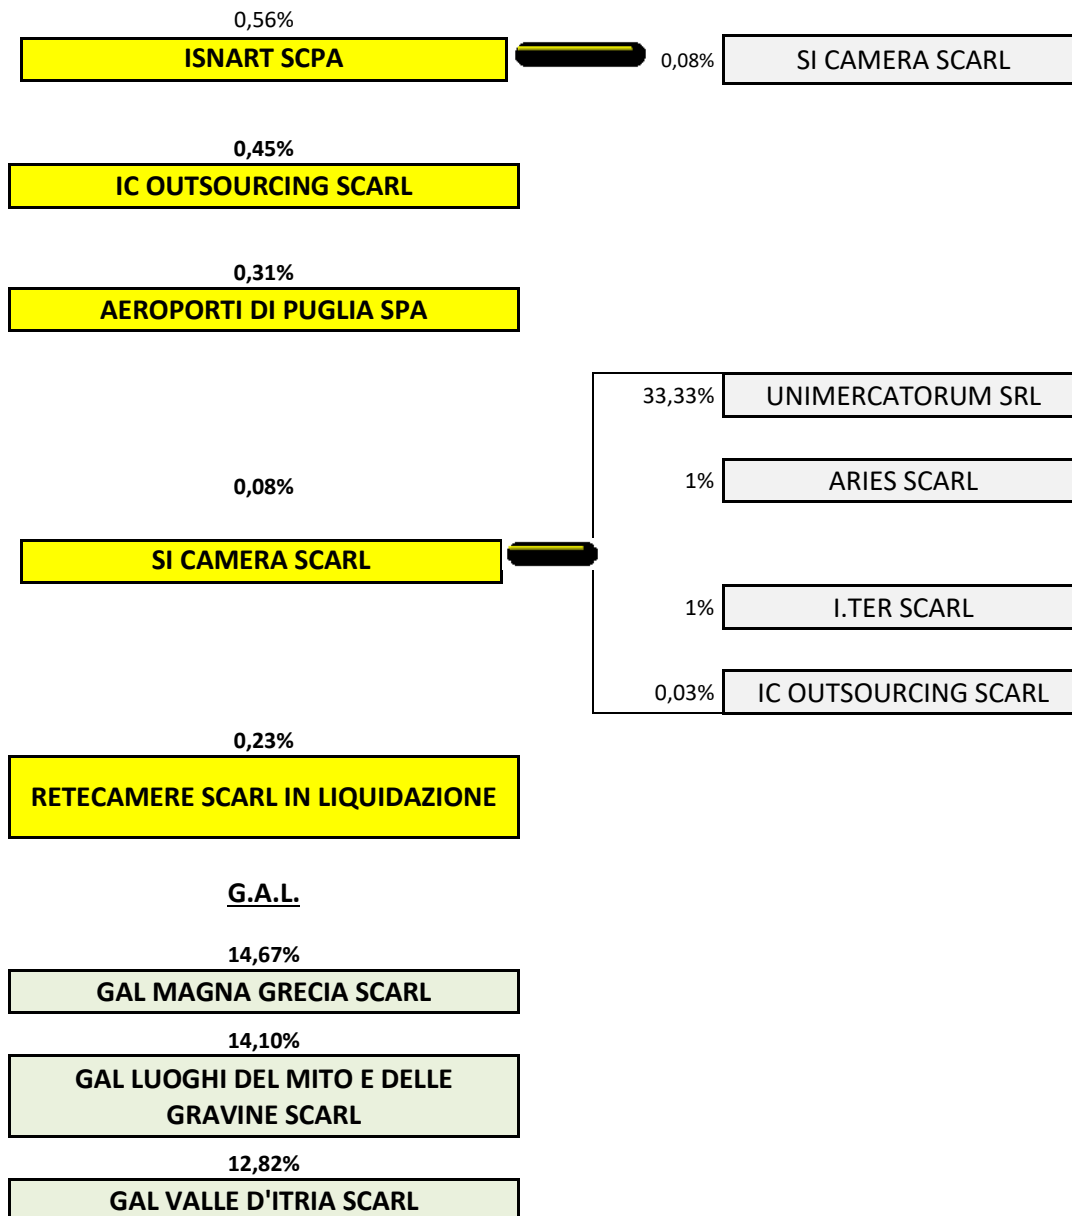 0,56%
ISNART SCPA
0,08%
SI CAMERA SCARL
0,45%
IC OUTSOURCING SCARL
0,31%
AEROPORTI DI PUGLIA SPA
33,33%
UNIMERCATORUM SRL
0,08%
1%
ARIES SCARL
SI CAMERA SCARL
1%
I.TER SCARL
0,03%
IC OUTSOURCING SCARL
0,23%
RETECAMERE SCARL IN LIQUIDAZIONE
G.A.L.
14,67%
GAL MAGNA GRECIA SCARL
14,10%
GAL LUOGHI DEL MITO E DELLE
GRAVINE SCARL
12,82%
GAL VALLE D'ITRIA SCARL